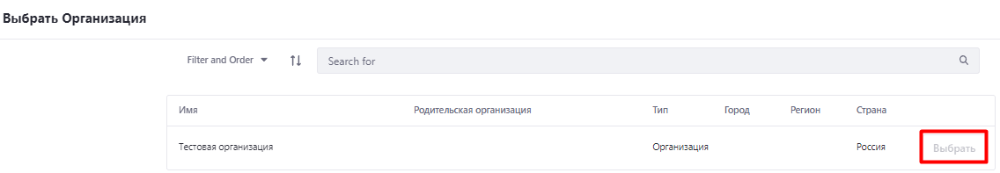 Выбрать Организация
Filter and Order
Search for
Имя Родительская организация Тип Город Регион Страна
Тестовая организация Организация Россия Выбрать